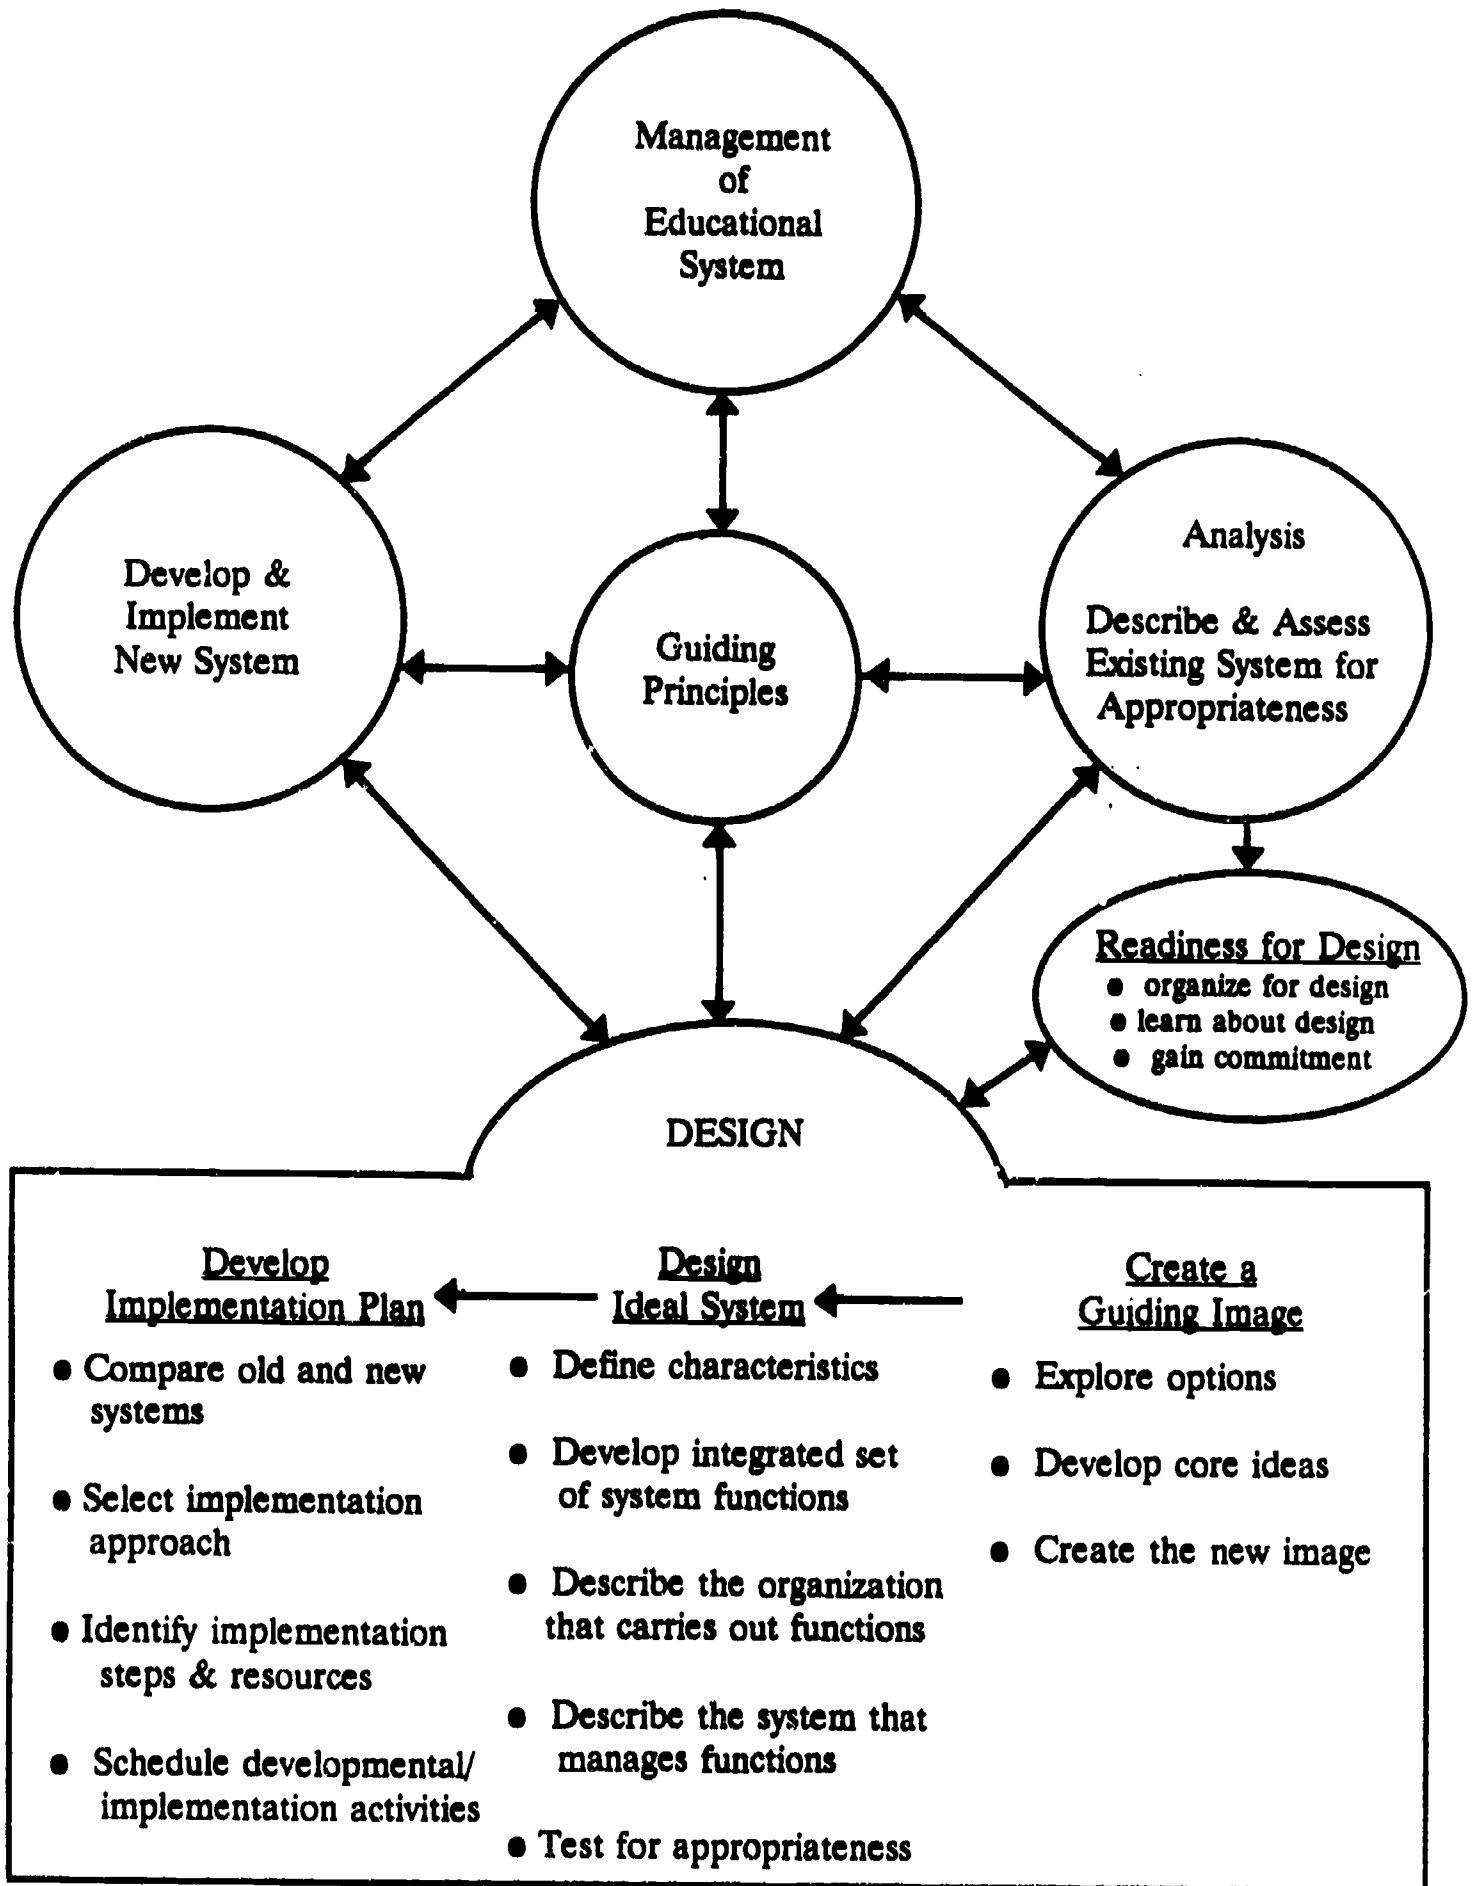 Management
of
Educational
System
Develop &
Implement
New System
Guiding
Principles
Analysis
Describe & Assess
Existing System for
Appropriateness
Readiness for Design
● organize for design
● learn about design
● gain commitment
DESIGN
Develop
Implementation Plan
● Compare old and new
systems
● Select implementation
approach
● Identify implementation
steps & resources
● Schedule developmental/
implementation activities
Design
Ideal System
● Define characteristics
● Develop integrated set
of system functions
● Describe the organization
that carries out functions
● Describe the system that
manages functions
● Test for appropriateness
Create a
Guiding Image
● Explore options
● Develop core ideas
● Create the new image